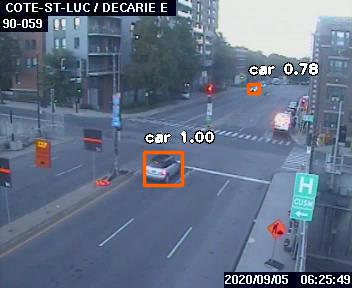 COTE-ST-LUC / DECARIE E
90-059
car 0.78
car 1.00
H
CUSM
2020/09/05 06:25:49